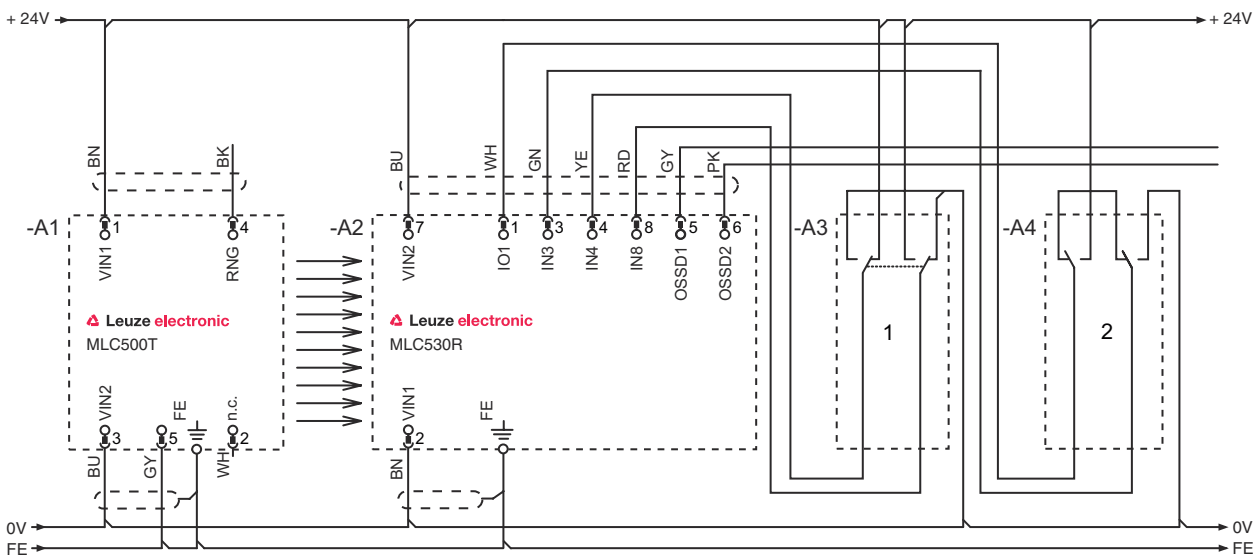 + 24V
+ 24V
BN
BK
BU
WH
GN
YE
RD
GY
PK
-A1
1
4
-A2
7
1
3
4
8
5
6
-A3
-A4
VIN1
RNG
VIN2
IO1
IN3
IN4
IN8
OSSD1
OSSD2
Leuze electronic
MLC500T
Leuze electronic
MLC530R
1
2
VIN2
FE
n.c.
VIN1
FE
3
5
2
2
BU
GY
WH
BN
0V
0V
FE
FE